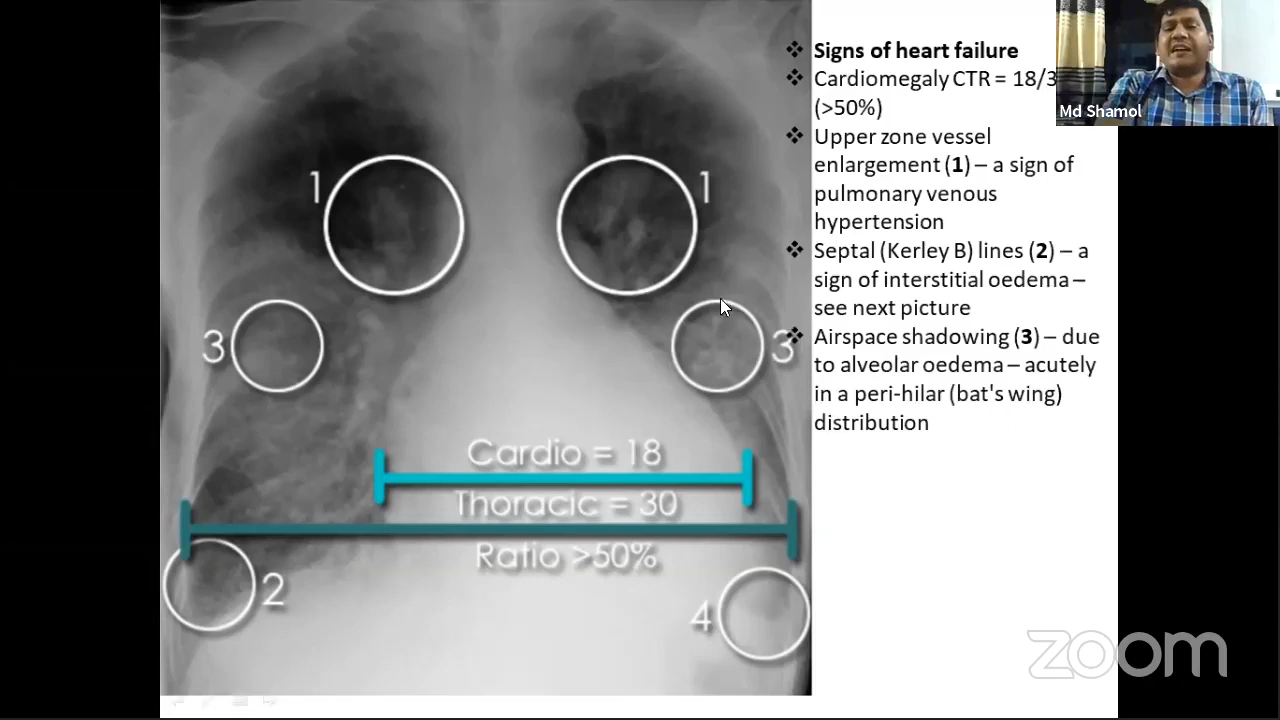 Signs of heart failure
Cardiomegaly CTR = 18/3
(>50%)
Upper zone vessel
enlargement (1) – a sign of
pulmonary venous
hypertension
Septal (Kerley B) lines (2) – a
sign of interstitial oedema –
see next picture
Airspace shadowing (3) – due
to alveolar oedema – acutely
in a peri-hilar (bat's wing)
distribution
1
1
3
3
Cardio = 18
Thoracic = 30
Ratio >50%
2
4
Md Shamol
zoom